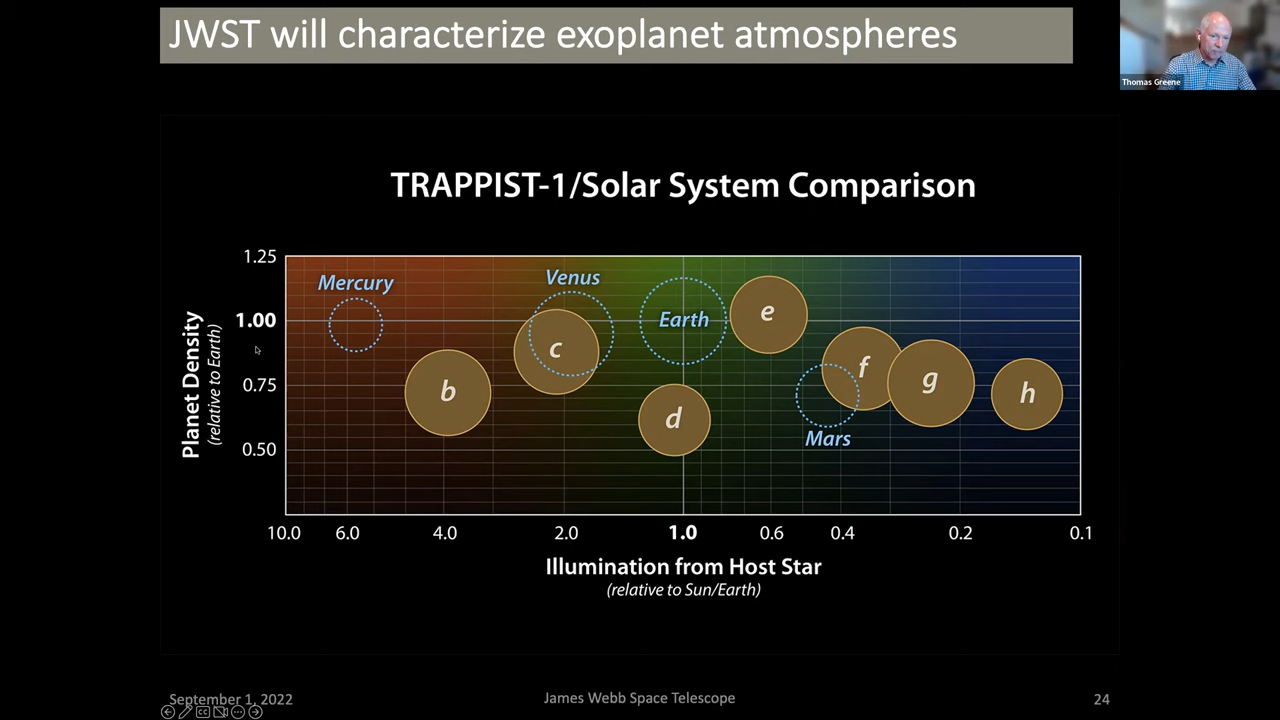 JWST will characterize exoplanet atmospheres
Thomas Greene
TRAPPIST-1/Solar System Comparison
1.25
1.00
0.75
0.50
Planet Density
(relative to Earth)
Mercury
Venus
Earth
Mars
b
c
d
e
f
g
h
10.0 6.0 4.0 2.0 1.0 0.6 0.4 0.2 0.1
Illumination from Host Star
(relative to Sun/Earth)
September 1, 2022
James Webb Space Telescope
24